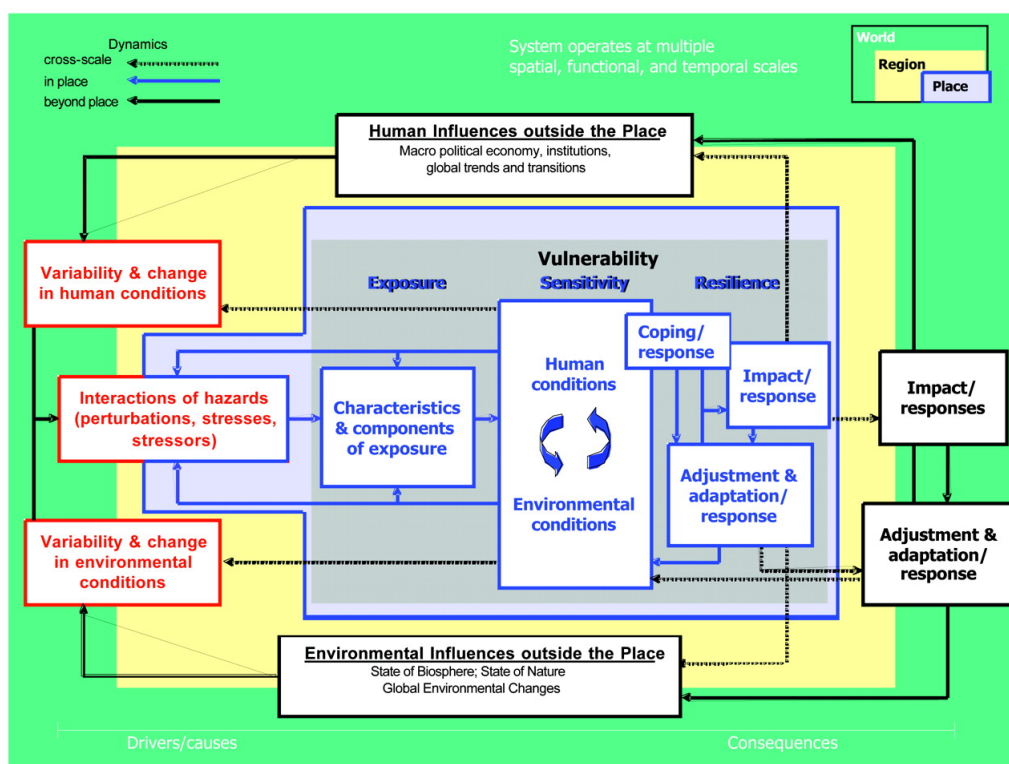 Dynamics
cross-scale
in place
beyond place
System operates at multiple
spatial, functional, and temporal scales
World
Region
Place
Human Influences outside the Place
Macro political economy, institutions,
global trends and transitions
Variability & change
in human conditions
Vulnerability
Exposure
Sensitivity
Resilience
Coping/
response
Human
conditions
Impact/
response
Impact/
responses
Interactions of hazards
(perturbations, stresses,
stressors)
Characteristics
& components
of exposure
Adjustment &
adaptation/
response
Environmental
conditions
Variability & change
in environmental
conditions
Adjustment &
adaptation/
response
Environmental Influences outside the Place
State of Biosphere; State of Nature
Global Environmental Changes
Drivers/causes
Consequences